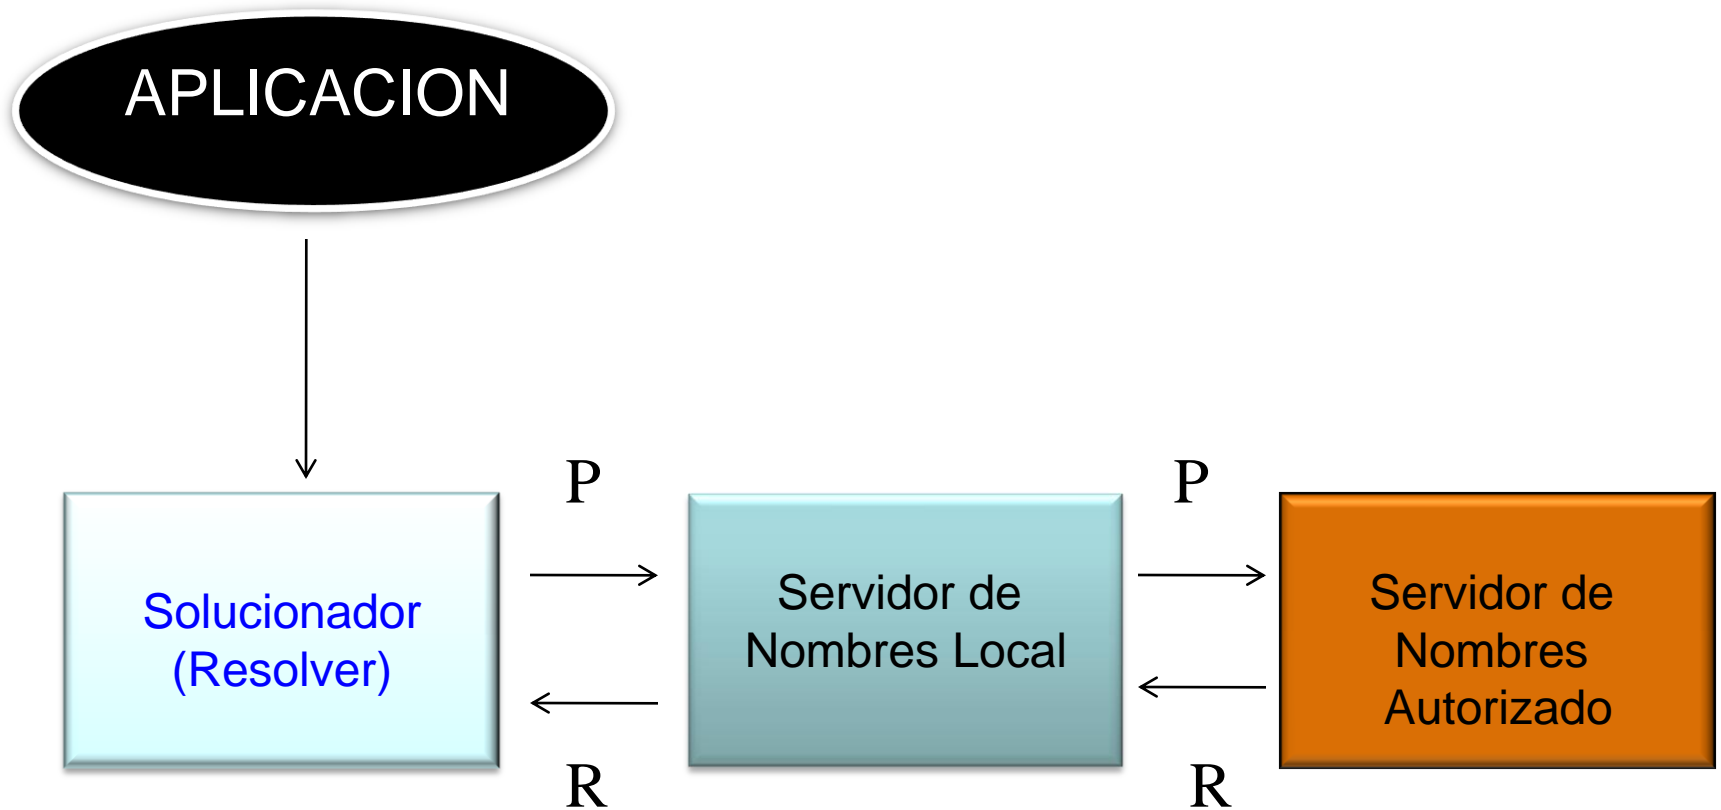 APLICACION
P
P
Solucionador
(Resolver)
Servidor de
Nombres Local
Servidor de
Nombres
Autorizado
R
R